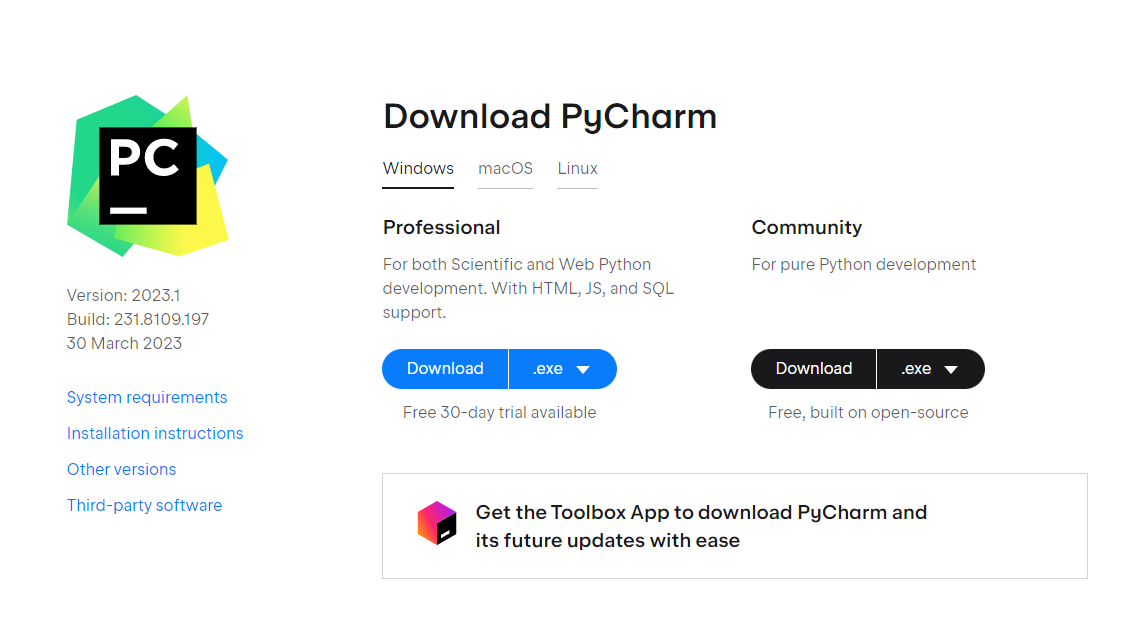 PC
Download PyCharm
Windows
macOS
Linux
Professional
For both Scientific and Web Python
development. With HTML, JS, and SQL
support.
Download
.exe
Free 30-day trial available
Community
For pure Python development
Download
.exe
Free, built on open-source
Version: 2023.1
Build: 231.8109.197
30 March 2023
System requirements
Installation instructions
Other versions
Third-party software
Get the Toolbox App to download PyCharm and
its future updates with ease